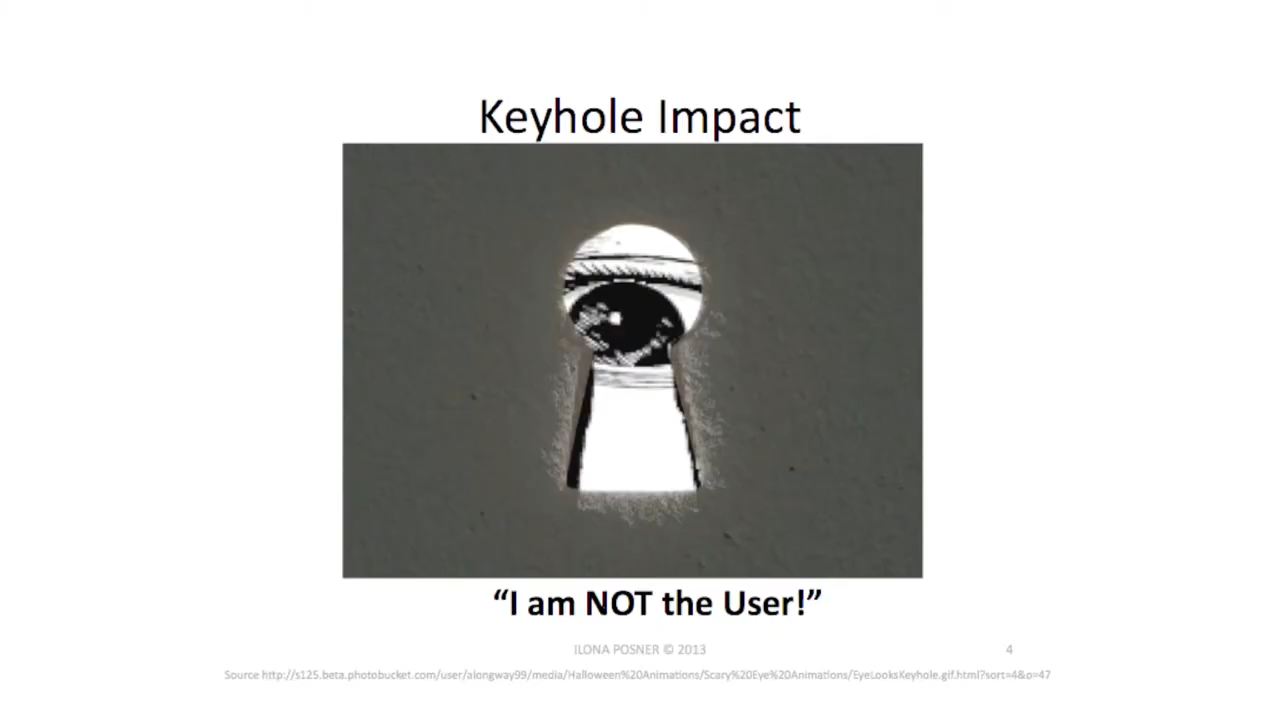 Keyhole Impact
“I am NOT the User!”
ILONA POSNER © 2013
4
Source http://s125.beta.photobucket.com/user/alongway99/media/Halloween%20Animations/Scary%20Eye%20Animations/EyeLooksKeyhole.gif.html?sort=4&o=47